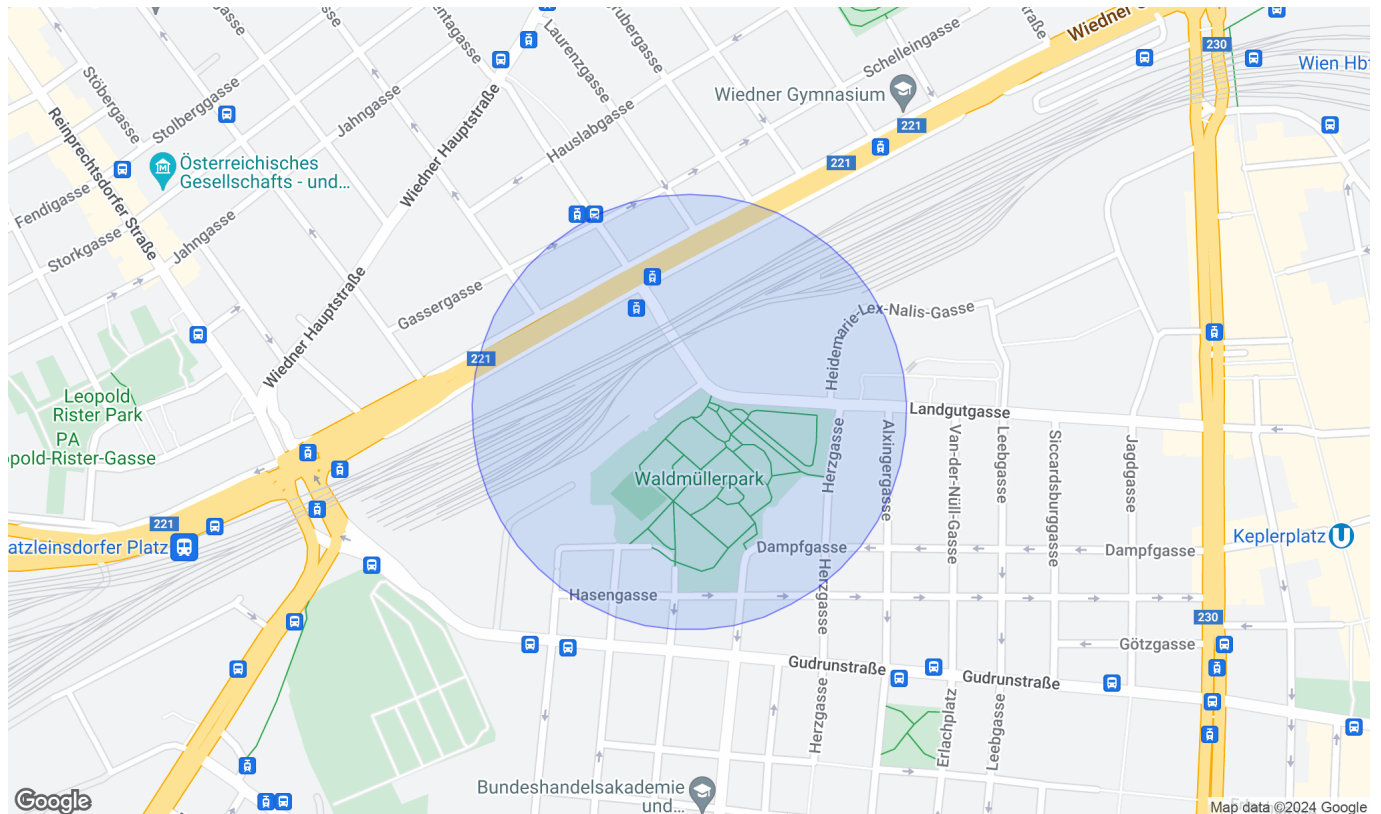 Wiedner
230
Wien Hbf
Laurenzgasse
Schelleingasse
Stöbergasse
Stolberggasse
Jahngasse
Wiedner Hauptstraße
Hauslabgasse
Wiedner Gymnasium
221
221
Reinprechtsdorfer Straße
Österreichisches
Gesellschafts - und...
Fendigasse
Storkgasse
Jahngasse
Wiedner Hauptstraße
Gassergasse
221
Heidemarie-Lex-Nalis-Gasse
Leopold
Rister Park
PA
opold-Rister-Gasse
Landgutgasse
Waldmüllerpark
Herzgasse
Alxingergasse
Van-der-Nüll-Gasse
Leebgasse
Siccardsburggasse
Jagdgasse
221
atzleinsdorfer Platz
Dampfgasse
Dampfgasse
Keplerplatz
Hasengasse
Herzgasse
230
Götzgasse
Gudrunstraße
Gudrunstraße
Herzgasse
Erlachplatz
Leebgasse
Bundeshandelsakademie
und...
Google
Map data ©2024 Google